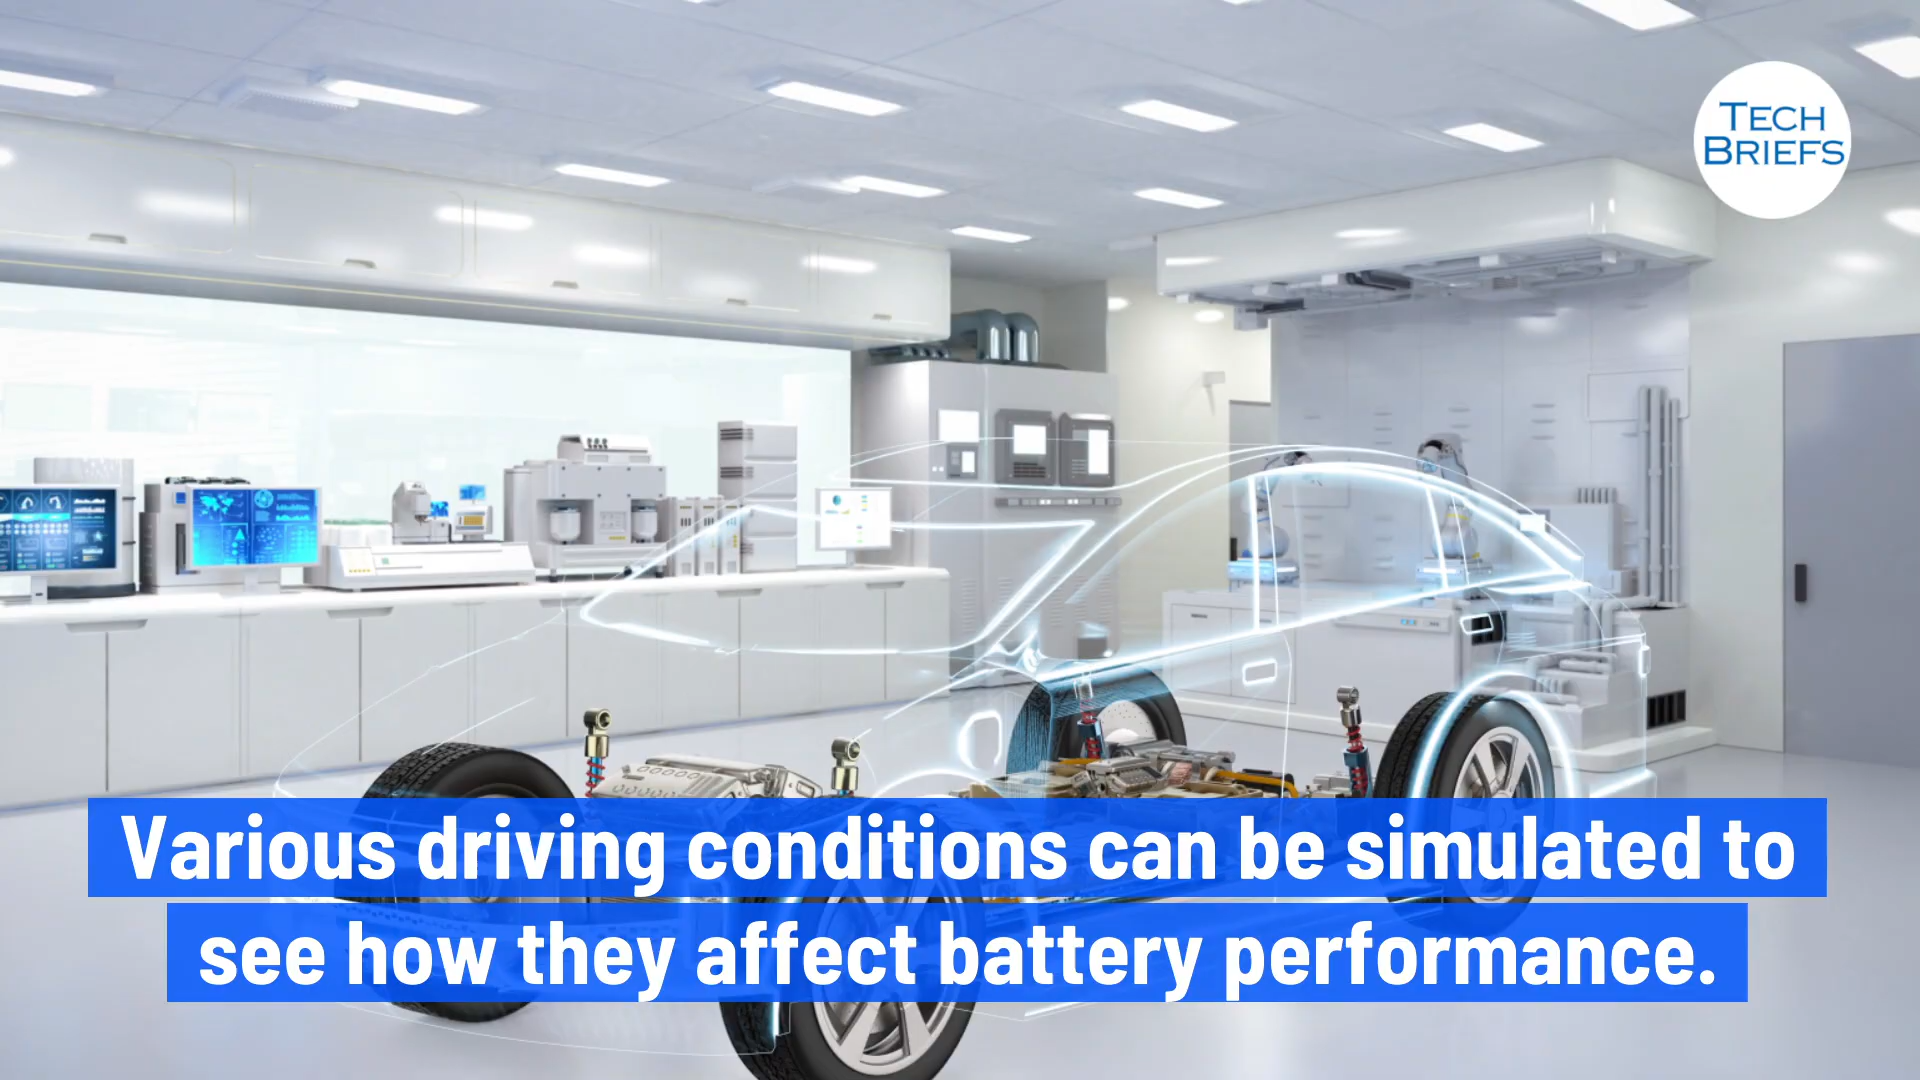 TECH
BRIEFS
Various driving conditions can be simulated to
see how they affect battery performance.